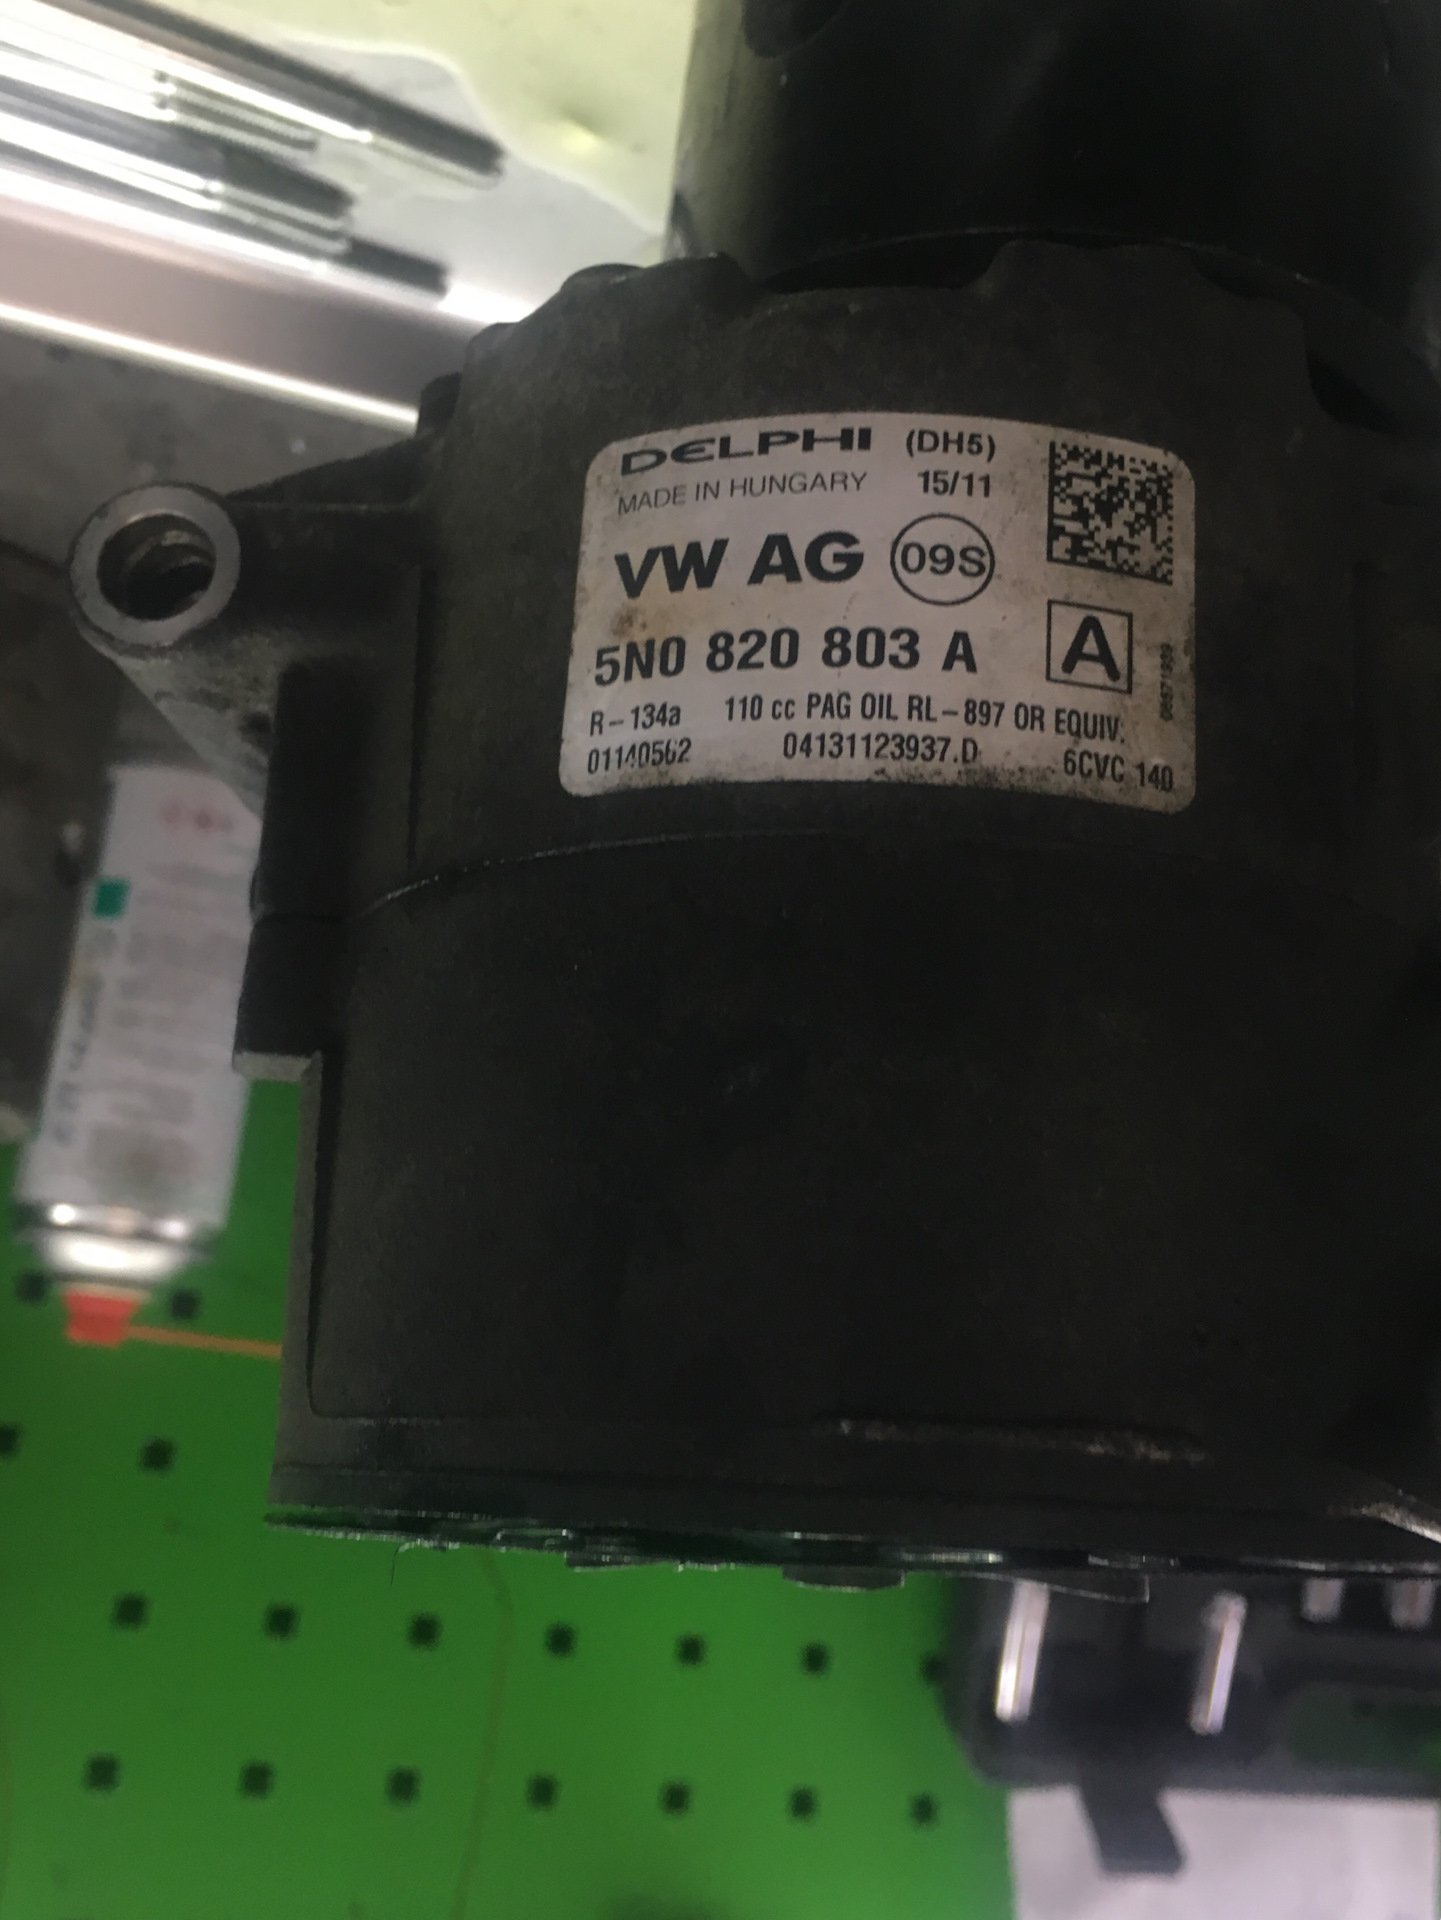 DELPHI (DH5)
MADE IN HUNGARY 15/11
VW AG 09S
5N0 820 803 A A
R-134a 110 cc PAG OIL RL-897 OR EQUIV.
01140562 04131123937.D 6CVC 140